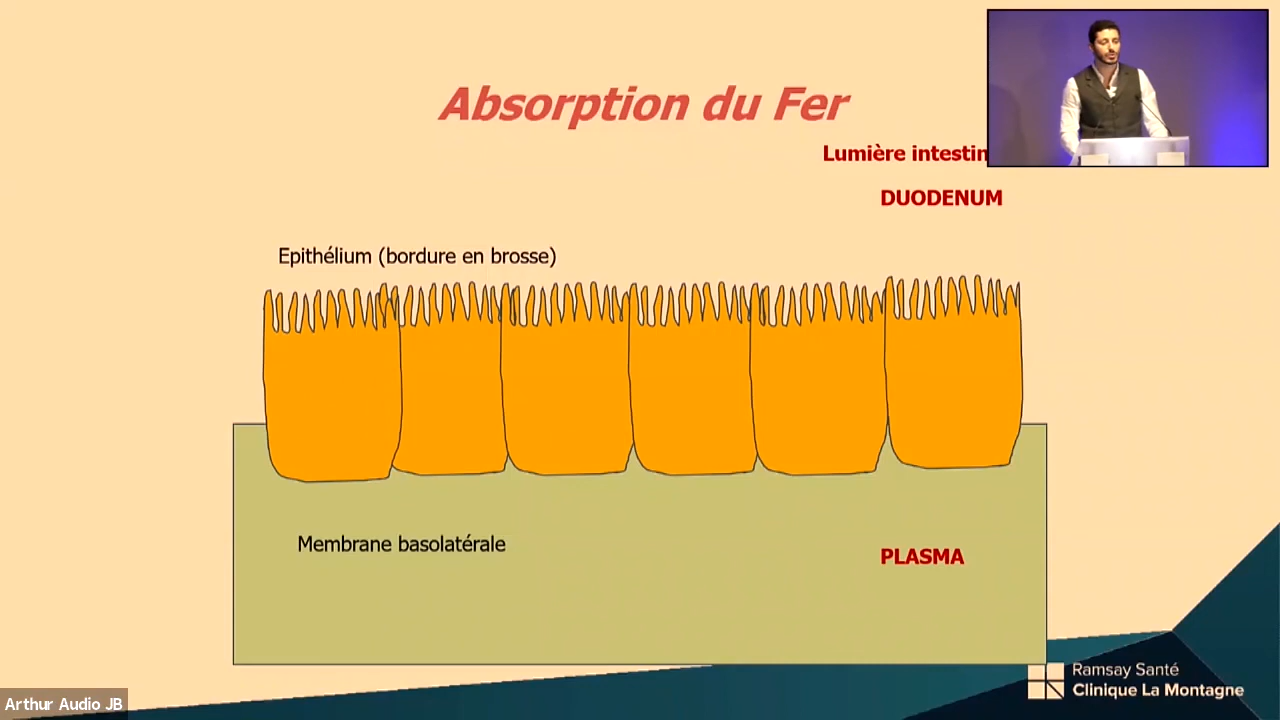 Absorption du Fer
Lumière intestin
DUODENUM
Epithélium (bordure en brosse)
Membrane basolatérale
PLASMA
Ramsay Santé
Clinique La Montagne
Arthur Audio JB